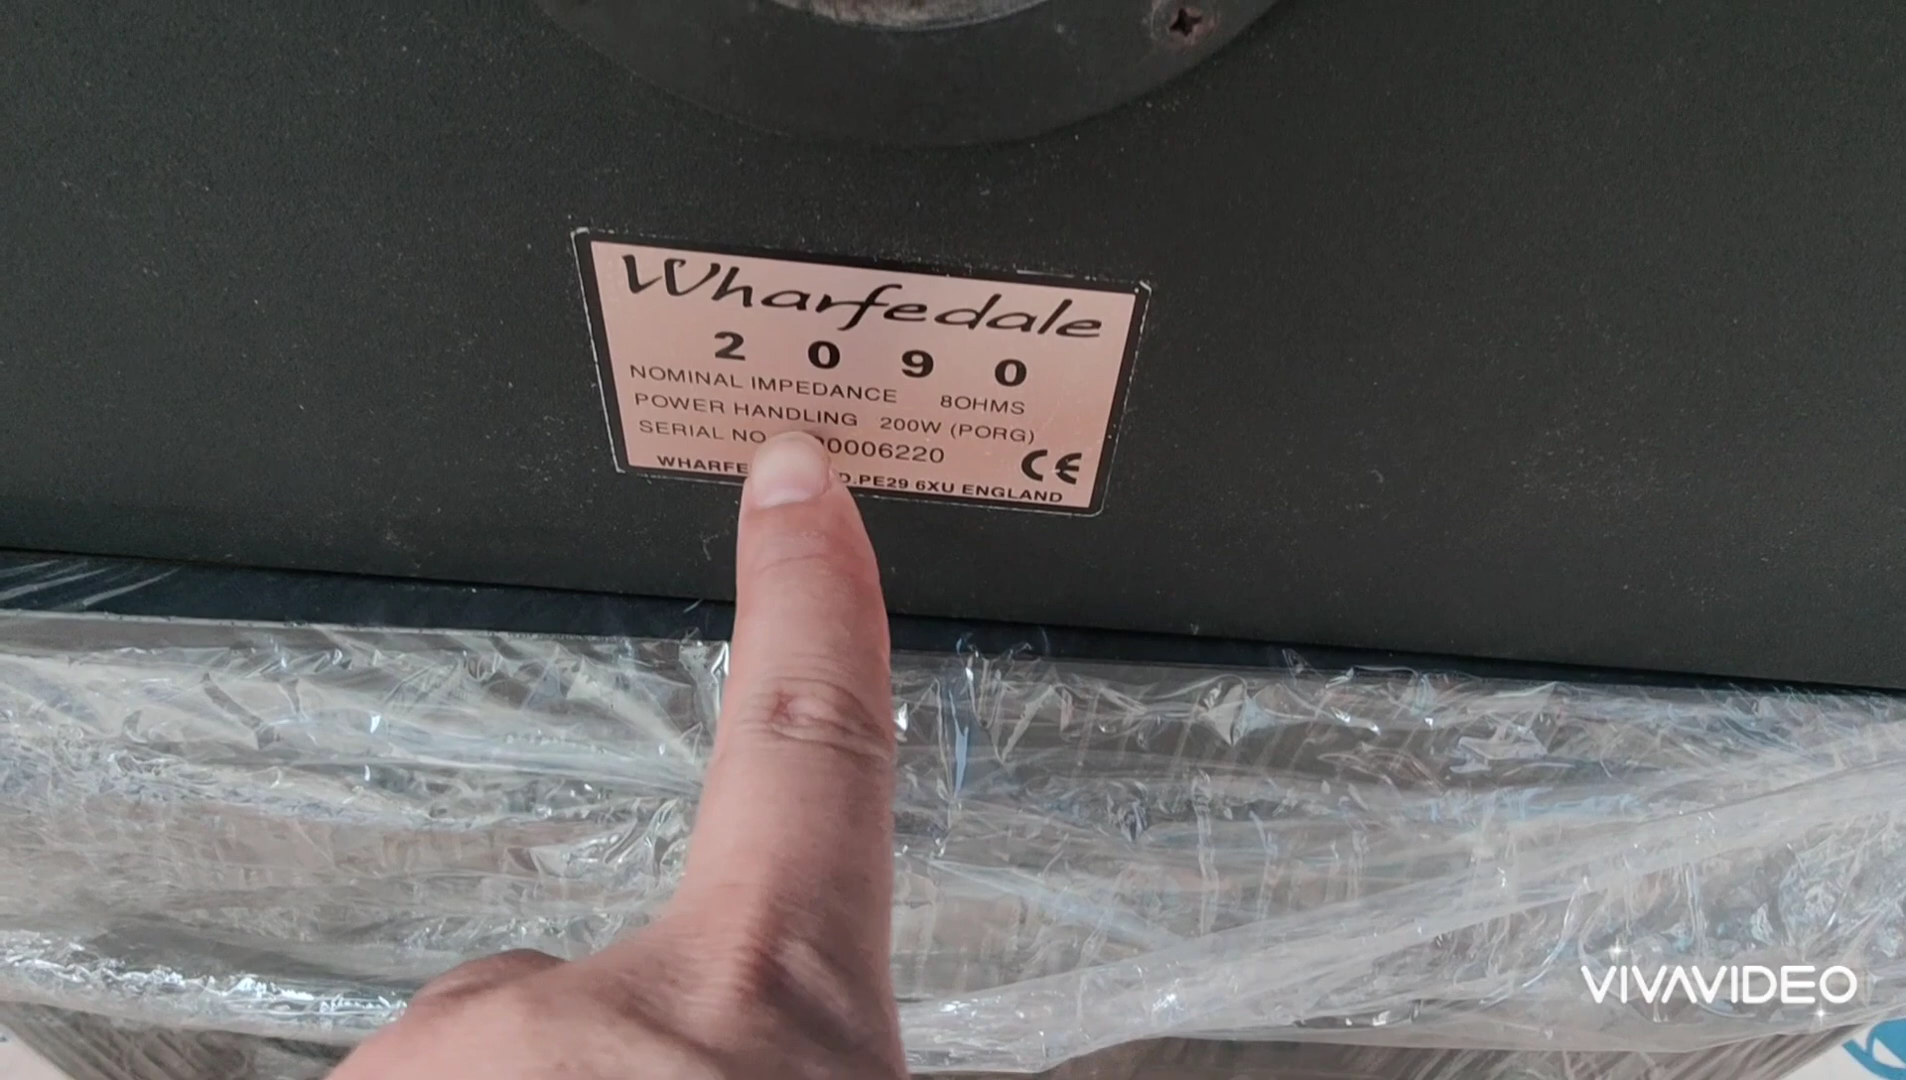 Wharfedale
2 0 9 0
NOMINAL IMPEDANCE 8OHMS
POWER HANDLING 200W (PORG)
SERIAL NO 0006220
CE
ENGLAND
PE29 6XU
VIVAVIDEO